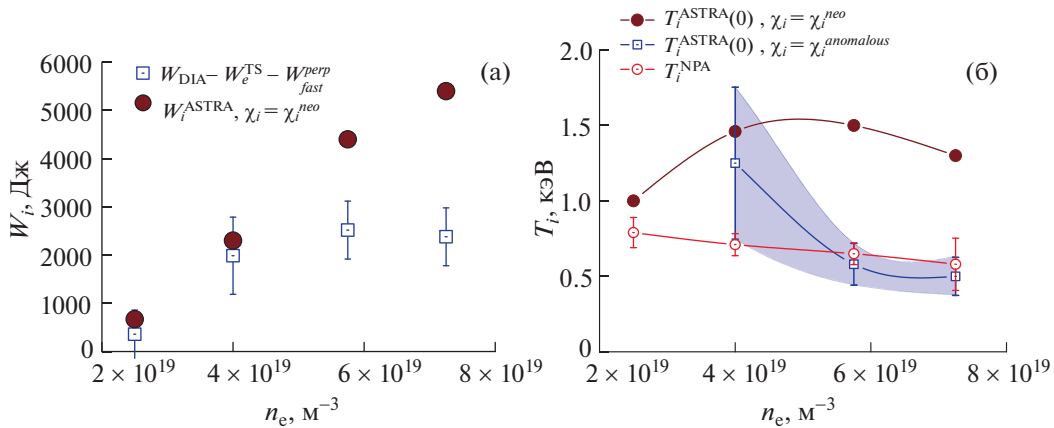 (а)
W_DIA – W_e^TS – W_fast^perp
W_i^ASTRA, χ_i = χ_i^neo
6000
5000
4000
3000
2000
1000
0
W_i, Дж
2 × 10^19
4 × 10^19
6 × 10^19
8 × 10^19
n_e, м^−3
T_i^ASTRA(0) , χ_i = χ_i^neo
T_i^ASTRA(0) , χ_i = χ_i^anomalous
T_i^NPA
(б)
2.0
1.5
1.0
0.5
0
T_i, кэВ
2 × 10^19
4 × 10^19
6 × 10^19
8 × 10^19
n_e, м^−3